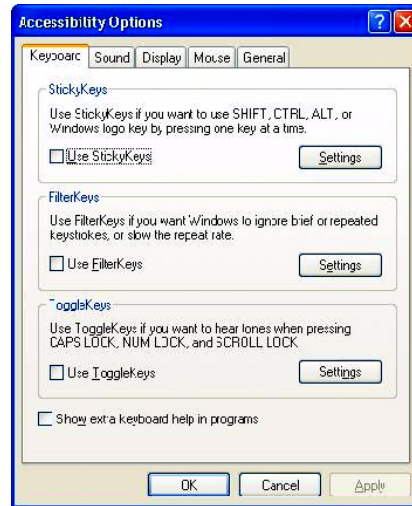 Accessibility Options
Keyboard Sound Display Mouse General
StickyKeys
Use StickyKeys if you want to use SHIFT, CTRL, ALT, or
Windows logo key by pressing one key at a time.
Use StickyKeys
Settings
FilterKeys
Use FilterKeys if you want Windows to ignore brief or repeated
keystrokes, or slow the repeat rate.
Use FilterKeys
Settings
ToggleKeys
Use ToggleKeys if you want to hear tones when pressing
CAPS LOCK, NUM LOCK, and SCROLL LOCK
Use ToggleKeys
Settings
Show extra keyboard help in programs
OK Cancel Apply